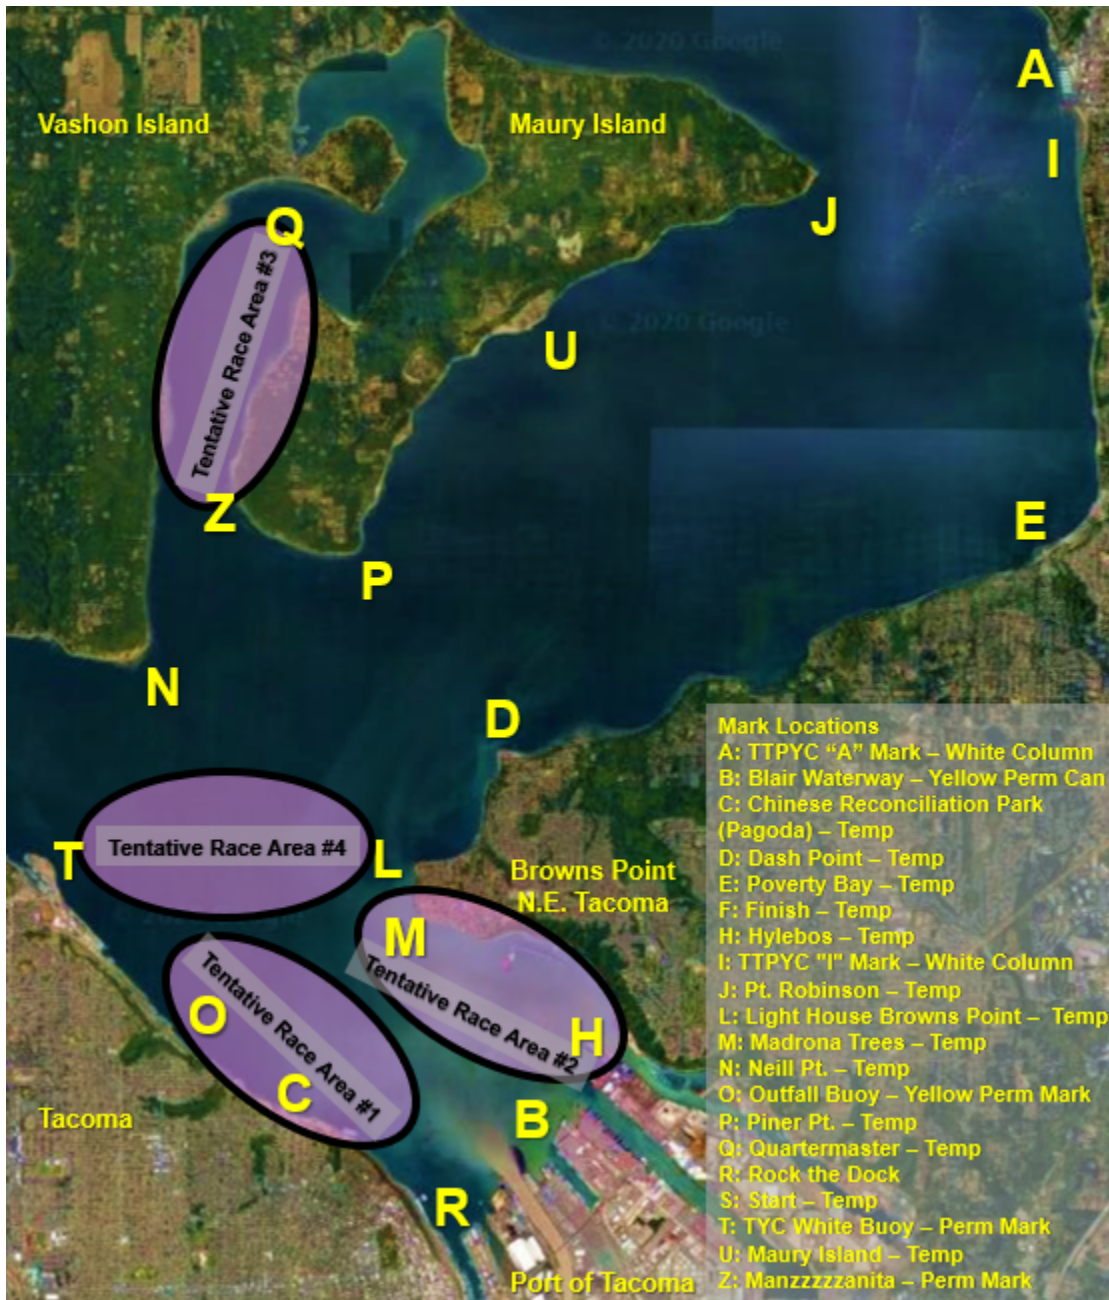 © 2020 Google
A
Vashon Island
Maury Island
I
J
Q
Tentative Race Area #3
© 2020 Google
U
Z
E
P
N
D
Mark Locations
A: TTPYC “A” Mark – White Column
B: Blair Waterway – Yellow Perm Can
C: Chinese Reconciliation Park
(Pagoda) – Temp
D: Dash Point – Temp
E: Poverty Bay – Temp
F: Finish – Temp
H: Hylebos – Temp
I: TTPYC "I" Mark – White Column
J: Pt. Robinson – Temp
L: Light House Browns Point – Temp
M: Madrona Trees – Temp
N: Neill Pt. – Temp
O: Outfall Buoy – Yellow Perm Mark
P: Piner Pt. – Temp
Q: Quartermaster – Temp
R: Rock the Dock
S: Start – Temp
T: TYC White Buoy – Perm Mark
U: Maury Island – Temp
Z: Manzzzzzanita – Perm Mark
T
Tentative Race Area #4
L
Browns Point
N.E. Tacoma
M
Tentative Race Area #2
H
O
Tentative Race Area #1
C
Tacoma
B
R
Port of Tacoma